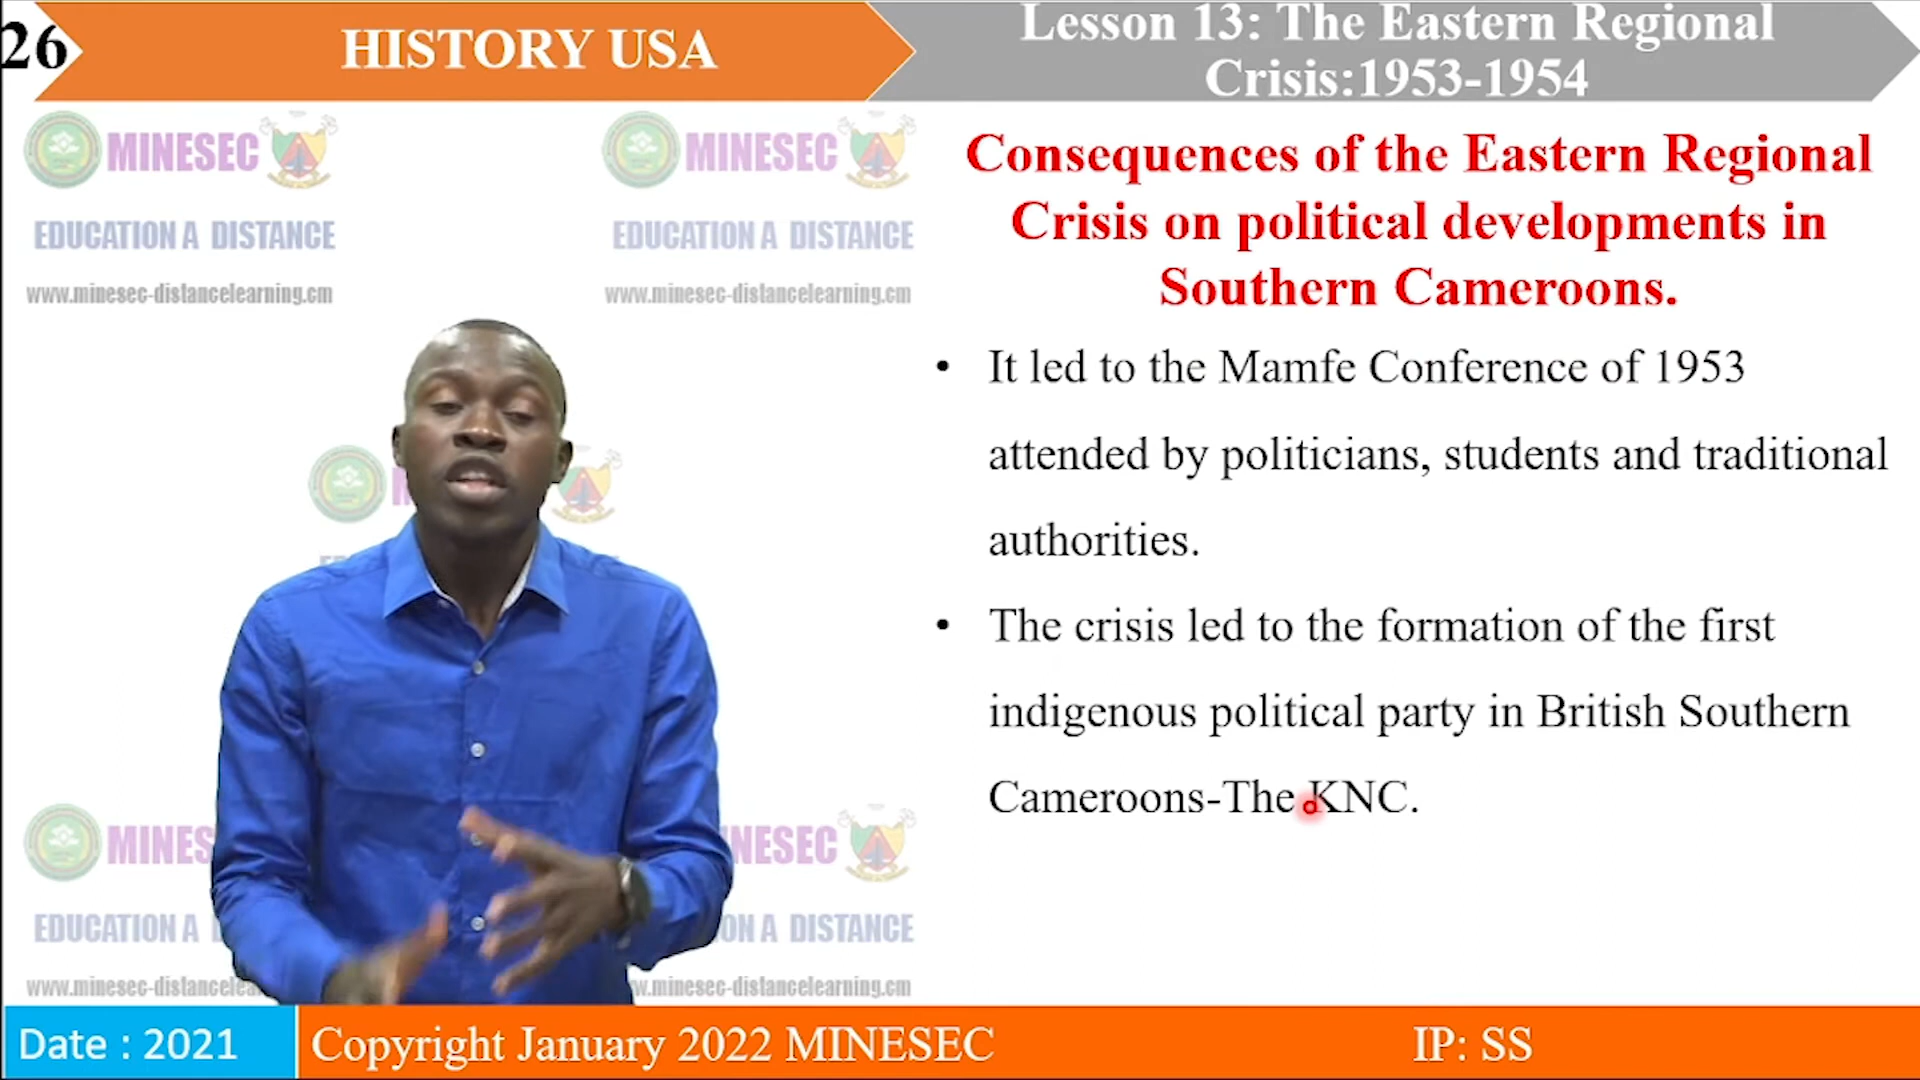 26
HISTORY USA
Lesson 13: The Eastern Regional
Crisis:1953-1954
MINESEC
EDUCATION A DISTANCE
www.minesec-distancelearning.cm
MINESEC
EDUCATION A DISTANCE
www.minesec-distancelearning.cm
Consequences of the Eastern Regional
Crisis on political developments in
Southern Cameroons.
• It led to the Mamfe Conference of 1953
attended by politicians, students and traditional
authorities.
• The crisis led to the formation of the first
indigenous political party in British Southern
Cameroons-The KNC.
MINES
EDUCATION A
www.minesec-distancelea
NESEC
ON A DISTANCE
w.minesec-distancelearning.cm
Date : 2021
Copyright January 2022 MINESEC
IP: SS